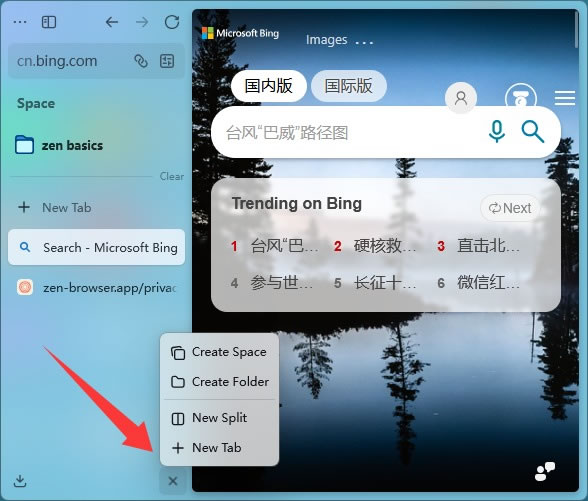 cn.bing.com
Space
zen basics
Clear
New Tab
Search - Microsoft Bing
zen-browser.app/privac
Microsoft Bing
Images ...
国内版 国际版
台风“巴威”路径图
Trending on Bing
Next
1 台风“巴... 2 硬核救... 3 直击北...
4 参与世... 5 长征十... 6 微信红...
Create Space
Create Folder
New Split
New Tab